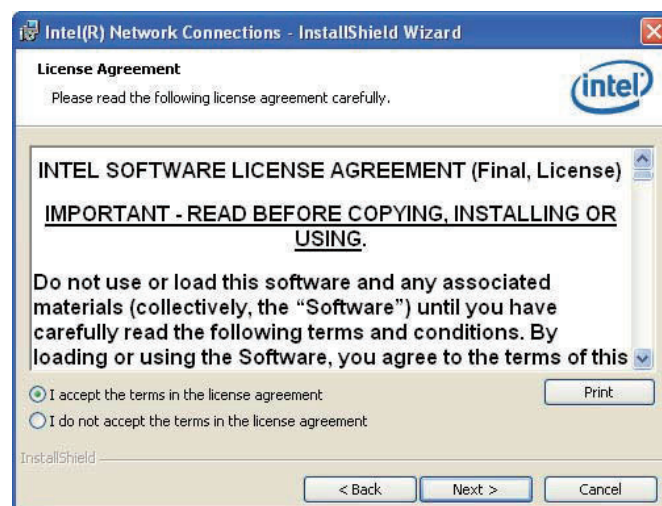 Intel(R) Network Connections - InstallShield Wizard
License Agreement
Please read the following license agreement carefully.
intel
INTEL SOFTWARE LICENSE AGREEMENT (Final, License)
IMPORTANT - READ BEFORE COPYING, INSTALLING OR
USING.
Do not use or load this software and any associated
materials (collectively, the “Software”) until you have
carefully read the following terms and conditions. By
loading or using the Software, you agree to the terms of this
I accept the terms in the license agreement
Print
I do not accept the terms in the license agreement
InstallShield
< Back
Next >
Cancel